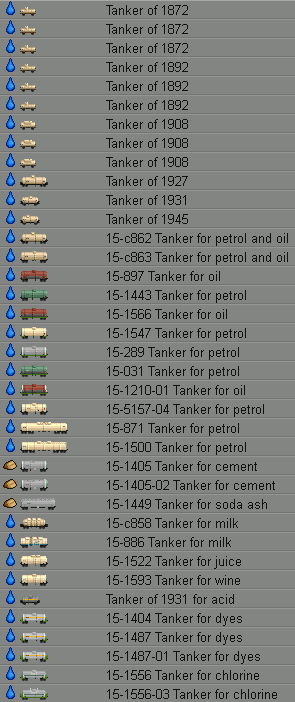 Tanker of 1872
Tanker of 1872
Tanker of 1872
Tanker of 1892
Tanker of 1892
Tanker of 1892
Tanker of 1908
Tanker of 1908
Tanker of 1908
Tanker of 1927
Tanker of 1931
Tanker of 1945
15-c862 Tanker for petrol and oil
15-c863 Tanker for petrol and oil
15-897 Tanker for oil
15-1443 Tanker for petrol
15-1566 Tanker for oil
15-1547 Tanker for petrol
15-289 Tanker for petrol
15-031 Tanker for petrol
15-1210-01 Tanker for oil
15-5157-04 Tanker for petrol
15-871 Tanker for petrol
15-1500 Tanker for petrol
15-1405 Tanker for cement
15-1405-02 Tanker for cement
15-1449 Tanker for soda ash
15-c858 Tanker for milk
15-886 Tanker for milk
15-1522 Tanker for juice
15-1593 Tanker for wine
Tanker of 1931 for acid
15-1404 Tanker for dyes
15-1487 Tanker for dyes
15-1487-01 Tanker for dyes
15-1556 Tanker for chlorine
15-1556-03 Tanker for chlorine